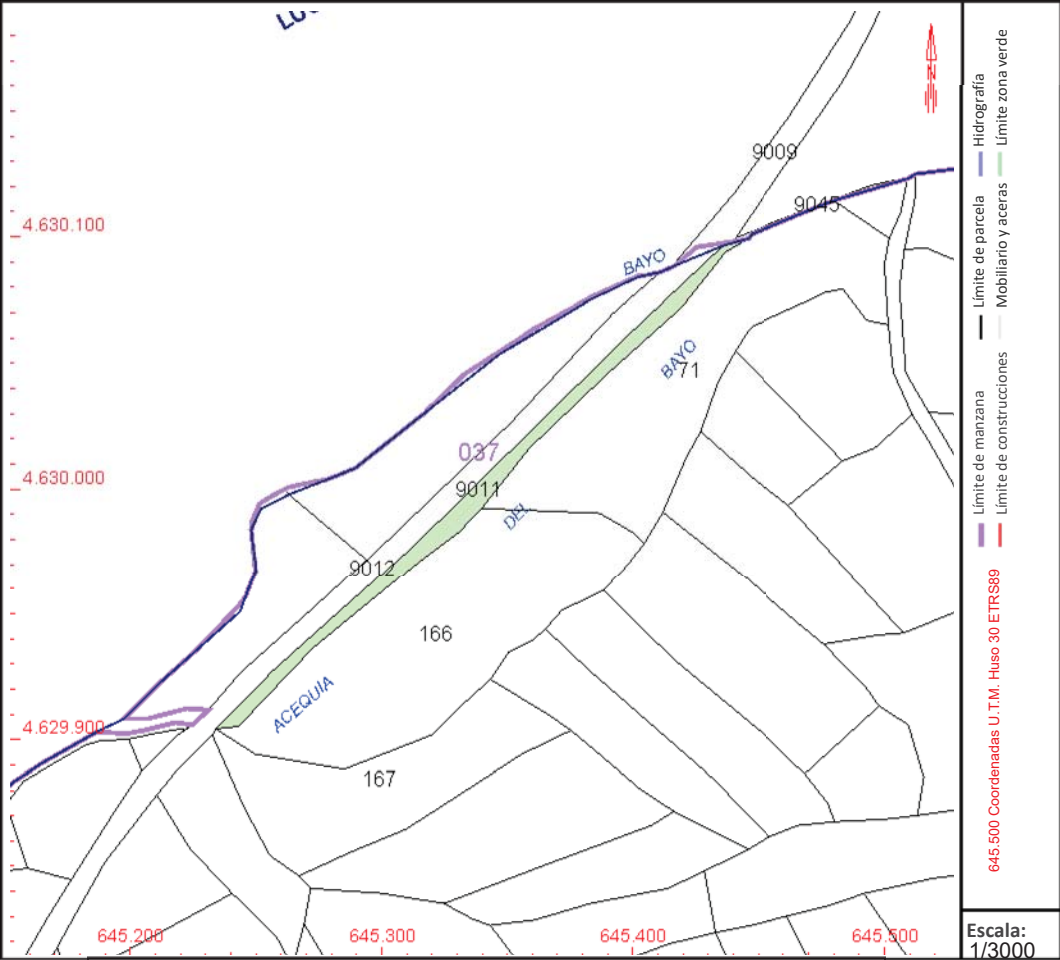 9009
9045
4.630.100
BAYO
BAYO
71
037
4.630.000
9011
DEL
9012
166
ACEQUIA
4.629.900
167
645.200
645.300
645.400
645.500
N
Hidrografía
Límite zona verde
Límite de parcela
Mobiliario y aceras
Límite de manzana
Límite de construcciones
645.500 Coordenadas U.T.M. Huso 30 ETRS89
Escala:
1/3000